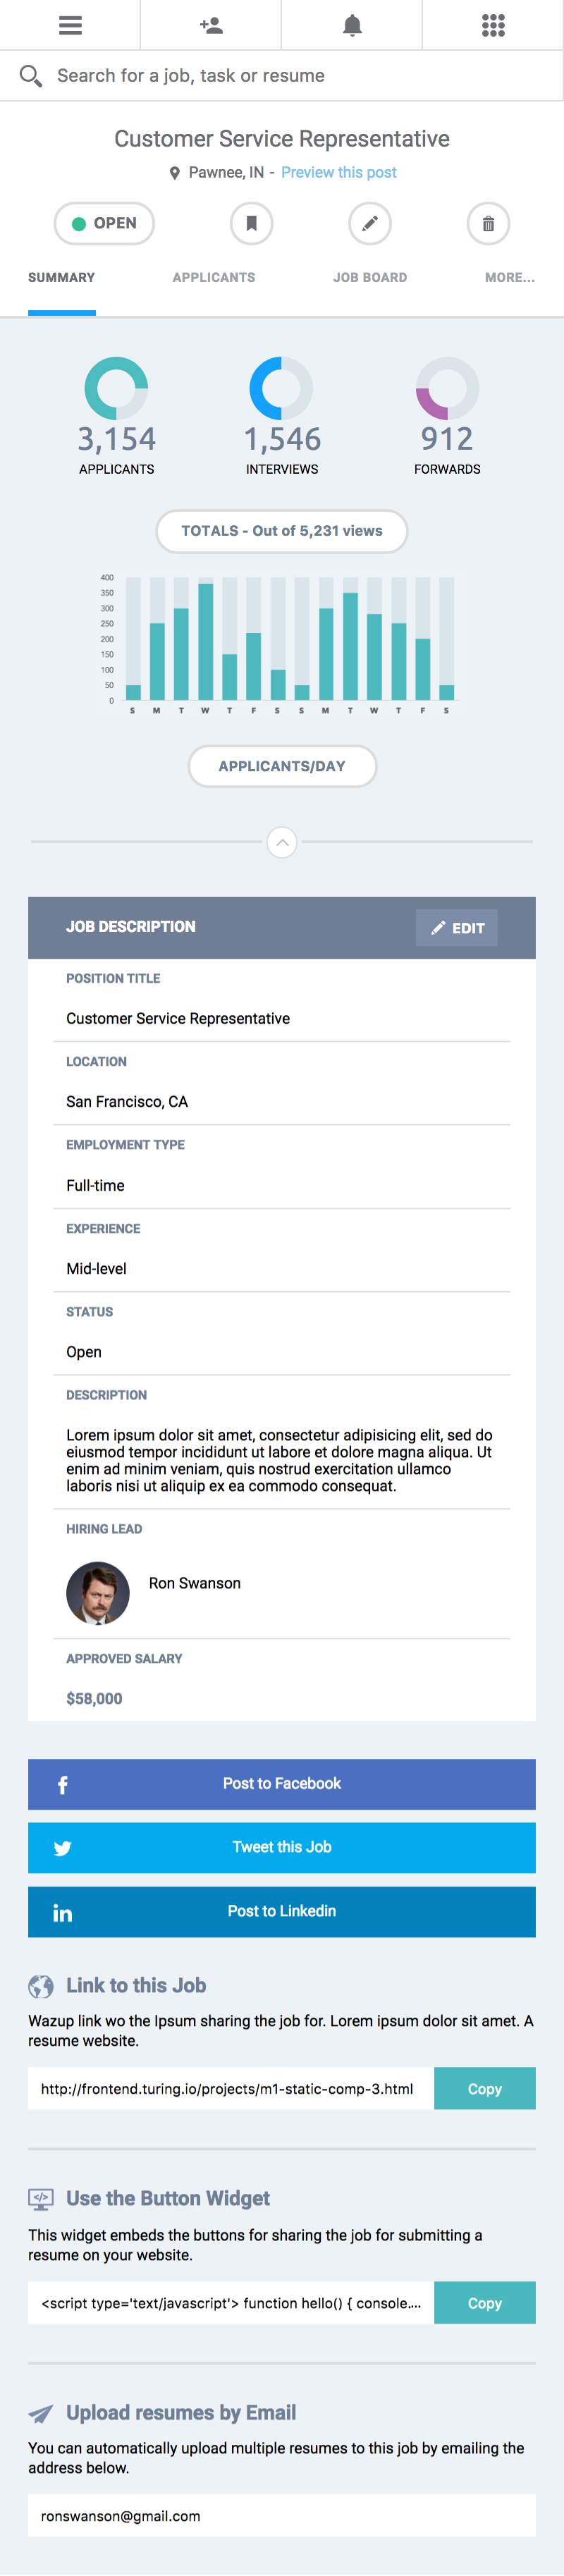 Search for a job, task or resume
Customer Service Representative
Pawnee, IN - Preview this post
OPEN
SUMMARY APPLICANTS JOB BOARD MORE...
3,154 1,546 912
APPLICANTS INTERVIEWS FORWARDS
TOTALS - Out of 5,231 views
400
350
300
250
200
150
100
50
0
S M T W T F S S M T W T F S
APPLICANTS/DAY
JOB DESCRIPTION EDIT
POSITION TITLE
Customer Service Representative
LOCATION
San Francisco, CA
EMPLOYMENT TYPE
Full-time
EXPERIENCE
Mid-level
STATUS
Open
DESCRIPTION
Lorem ipsum dolor sit amet, consectetur adipisicing elit, sed do
eiusmod tempor incididunt ut labore et dolore magna aliqua. Ut
enim ad minim veniam, quis nostrud exercitation ullamco
laboris nisi ut aliquip ex ea commodo consequat.
HIRING LEAD
Ron Swanson
APPROVED SALARY
$58,000
f Post to Facebook
Tweet this Job
in Post to Linkedin
Link to this Job
Wazup link wo the Ipsum sharing the job for. Lorem ipsum dolor sit amet. A
resume website.
http://frontend.turing.io/projects/m1-static-comp-3.html Copy
</> Use the Button Widget
This widget embeds the buttons for sharing the job for submitting a
resume on your website.
<script type='text/javascript'> function hello() { console.... Copy
Upload resumes by Email
You can automatically upload multiple resumes to this job by emailing the
address below.
ronswanson@gmail.com